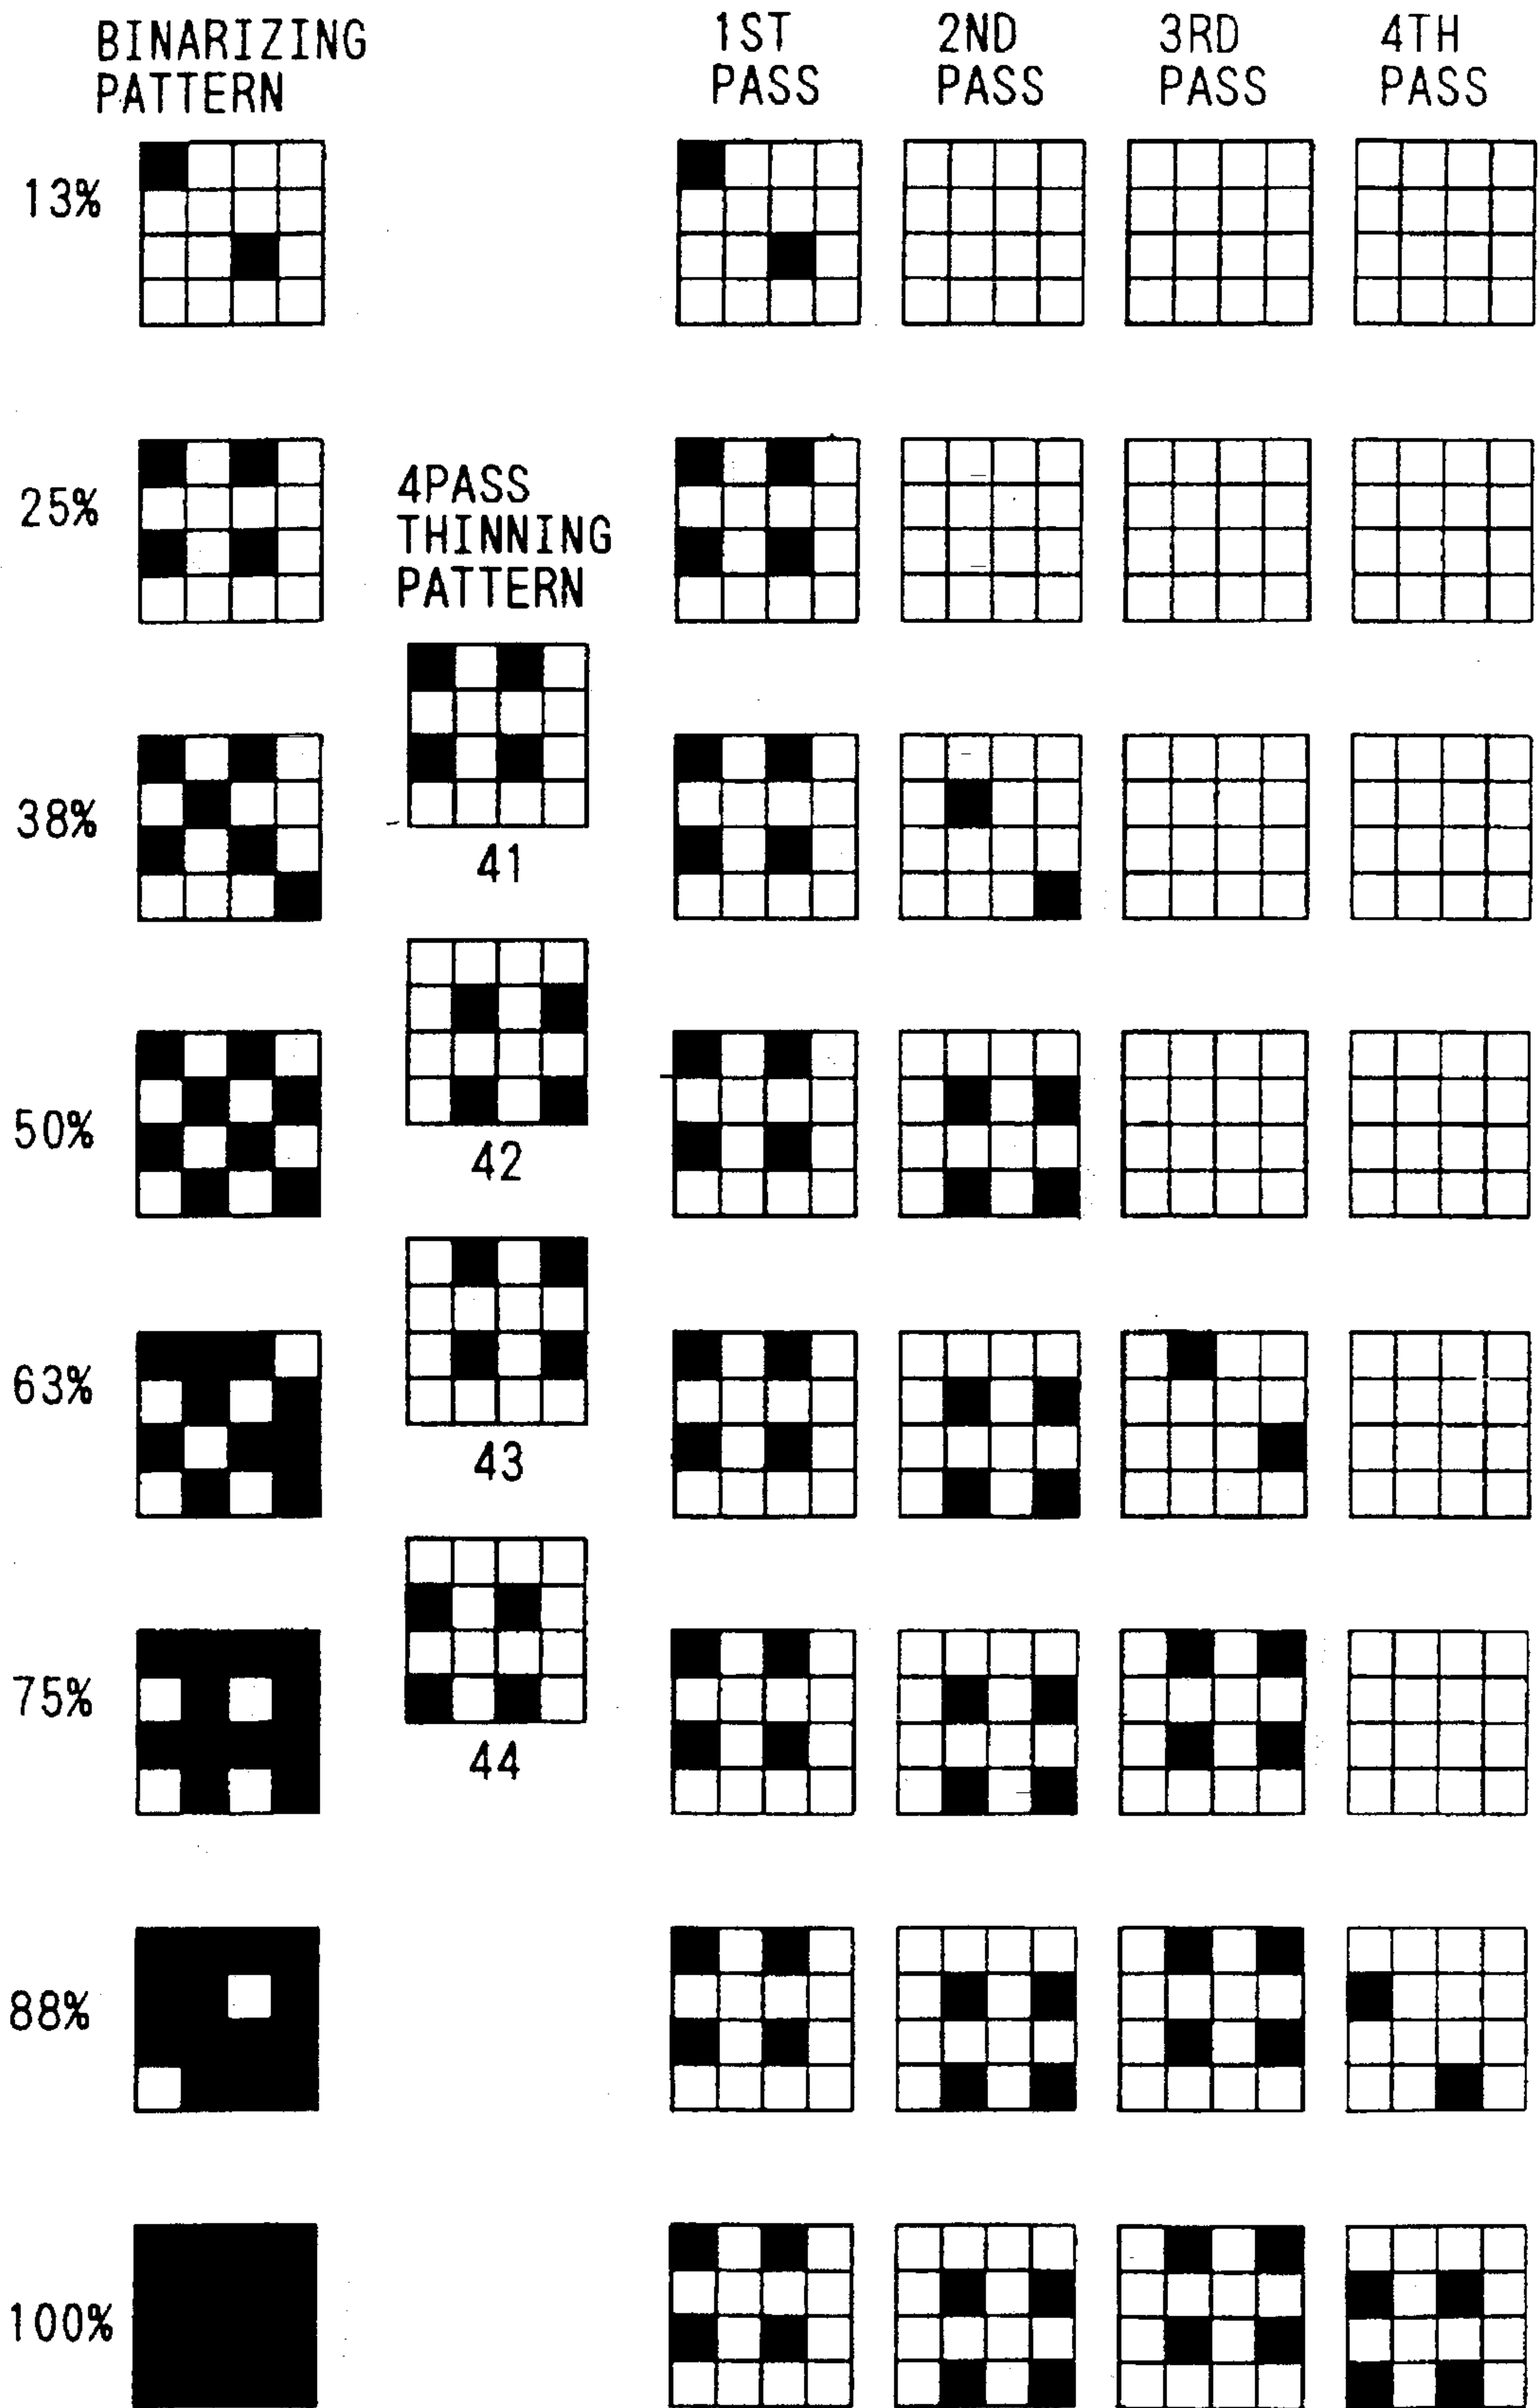 BINARIZING
PATTERN
1ST
PASS
2ND
PASS
3RD
PASS
4TH
PASS
13%
25%
4PASS
THINNING
PATTERN
38%
41
42
50%
43
63%
44
75%
88%
100%